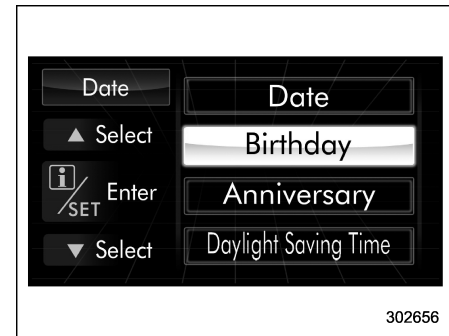 Date
▲ Select
i/SET Enter
▼ Select
Date
Birthday
Anniversary
Daylight Saving Time
302656